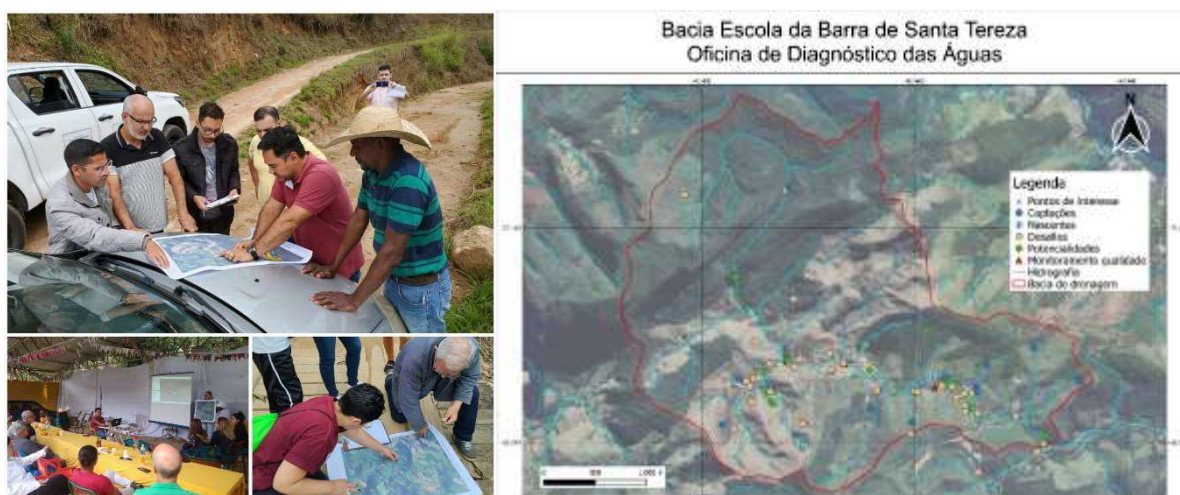 Bacia Escola da Barra de Santa Tereza
Oficina de Diagnóstico das Águas
N
Legenda
Pontos de Interesse
Captações
Nascentes
Desafios
Potencialidades
Monitoramento qualidade
Hidrografia
Bacia de drenagem
0